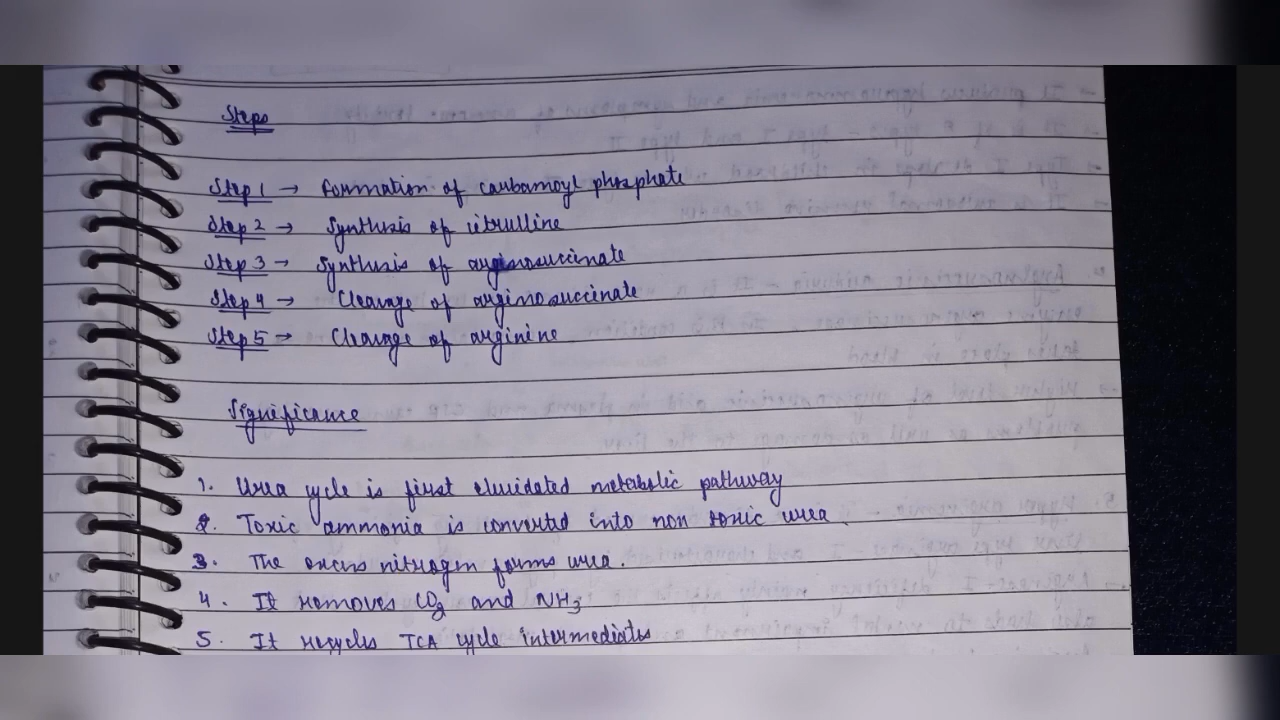 Steps
Step 1 → Formation of carbamoyl phosphate
Step 2 → Synthesis of citrulline
Step 3 → Synthesis of arginosuccinate
Step 4 → Cleavage of arginosuccinate
Step 5 → Cleavage of arginine
Significance
1. Urea cycle is first elucidated metabolic pathway
2. Toxic ammonia is converted into non toxic urea.
3. The excess nitrogen forms urea.
4. It removes CO2 and NH3
5. It recycles TCA cycle intermediates